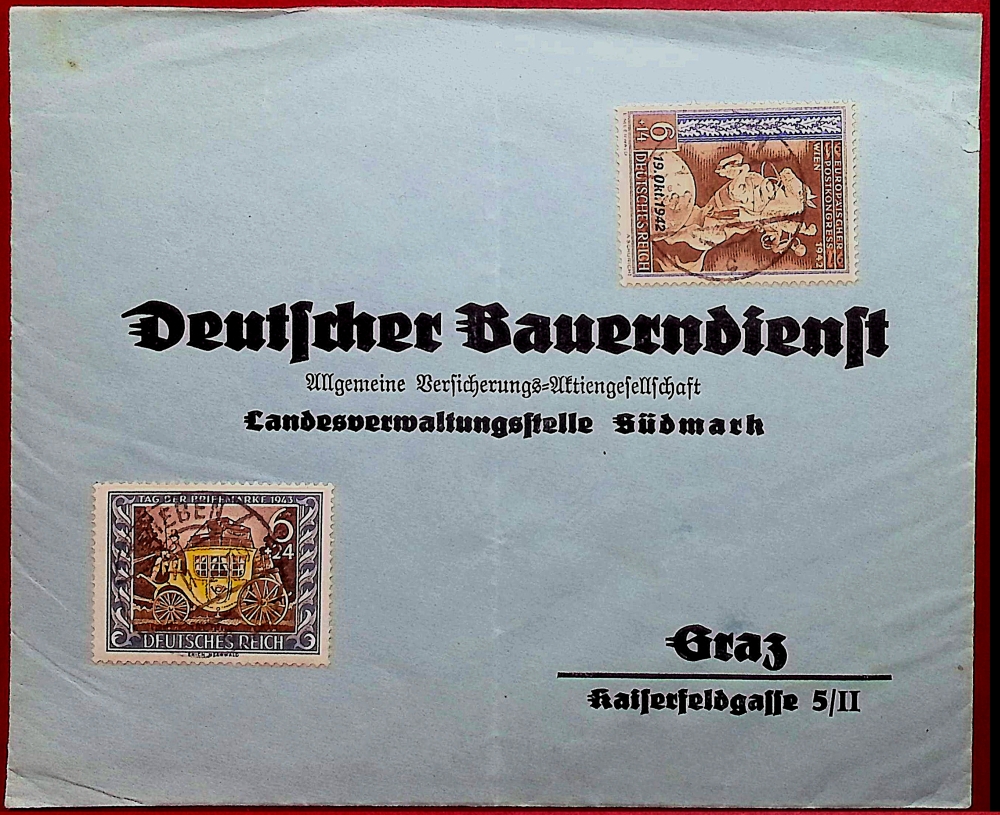 6+14
EUROPÄISCHER
POSTKONGRESS
WIEN 1942
19.Okt.1942
DEUTSCHES REICH
Deutscher Bauerndienst
Allgemeine Versicherungs=Aktiengesellschaft
Landesverwaltungsstelle Südmark
TAG DER BRIEFMARKE 1943
6+24
DEUTSCHES REICH
Graz
Kaiserfeldgasse 5/II